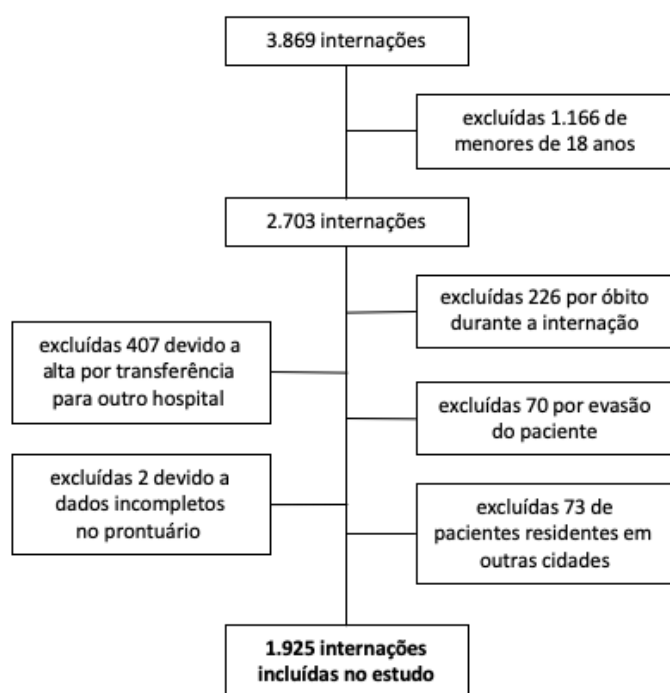 3.869 internações
excluídas 1.166 de
menores de 18 anos
2.703 internações
excluídas 226 por óbito
durante a internação
excluídas 407 devido a
alta por transferência
para outro hospital
excluídas 70 por evasão
do paciente
excluídas 2 devido a
dados incompletos
no prontuário
excluídas 73 de
pacientes residentes em
outras cidades
1.925 internações
incluídas no estudo